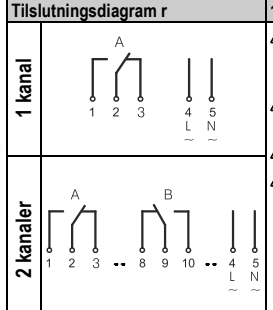 Tilslutningsdiagram r
1 kanal
A
1 2 3 4 5
L N
~ ~
2 kanaler
A B
1 2 3 -- 8 9 10 -- 4 5
L N
~ ~